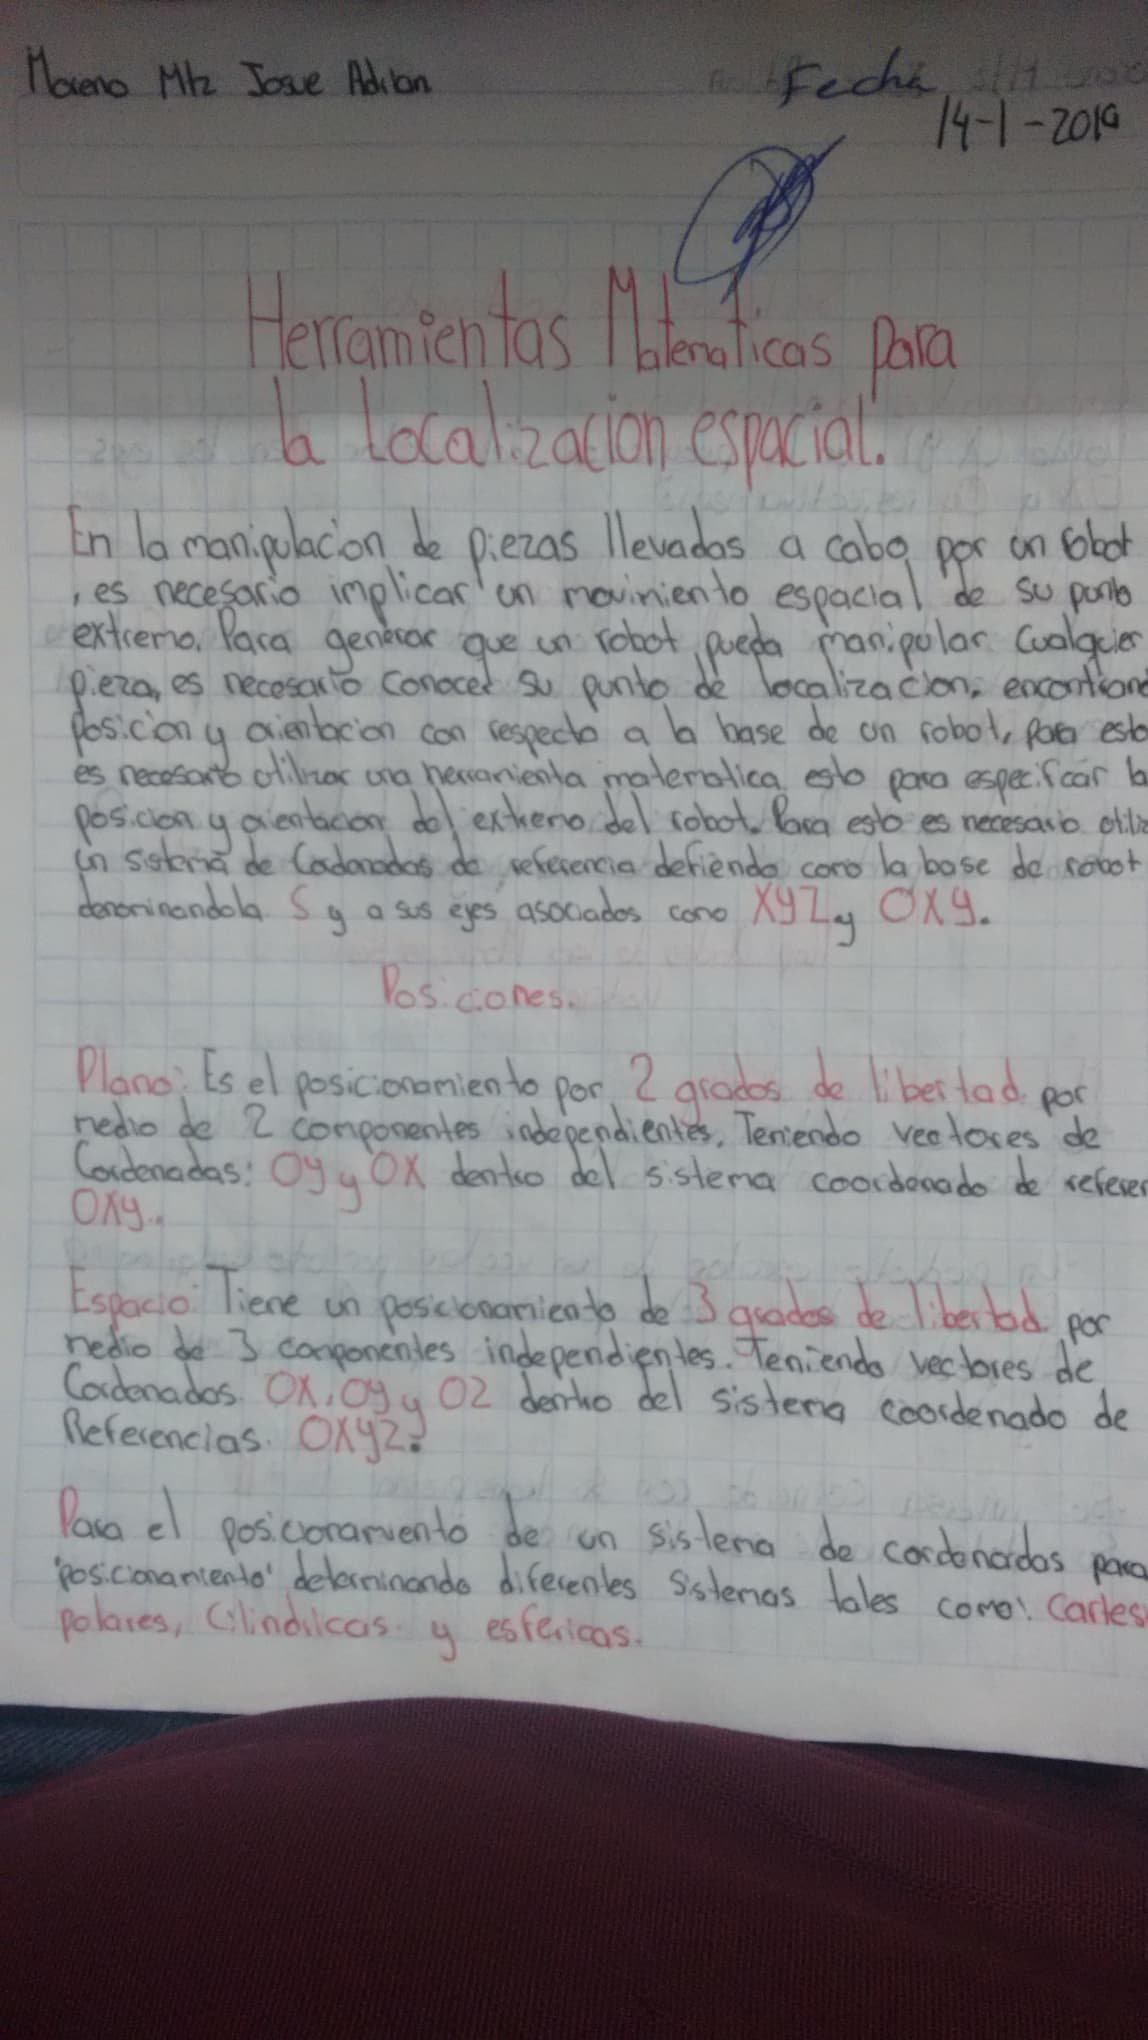 Moreno Mtz Josue Adrian
Fecha
14-1-2019
Herramientas Matematicas para
la localizacion espacial.
En la manipulacion de piezas llevadas a cabo por un robot
, es necesario implicar un movimiento espacial de su punto
extremo. Para generar que un robot pueda manipular cualquier
pieza, es necesario conocer su punto de localizacion. encontrand
posicion y orientacion con respecto a la base de un robot, para esto
es necesario utilizar una herramienta matematica esto para especificar la
posicion y orientacion del extremo del robot. Para esto es necesario utiliz
un sistema de Cordenadas de referencia defiendo como la base de robot
denominandola S y a sus ejes asociados como XYZ y OXY.
Posiciones.
Plano: Es el posicionamiento por 2 grados de libertad por
medio de 2 componentes independientes. Teniendo vectores de
Cordenadas: OY y OX dentro del sistema coordenado de referen
OXY.
Espacio: Tiene un posicionamiento de 3 grados de libertad por
medio de 3 componentes independientes. Teniendo vectores de
Cordenados OX, OY y OZ dentro del sistema coordenado de
Referencias. OXYZ.
Para el posicionamiento de un sistema de cordenadas para
'posicionamiento' determinando diferentes sistemas tales como: Cartes
polares, Cilindricas y esfericas.